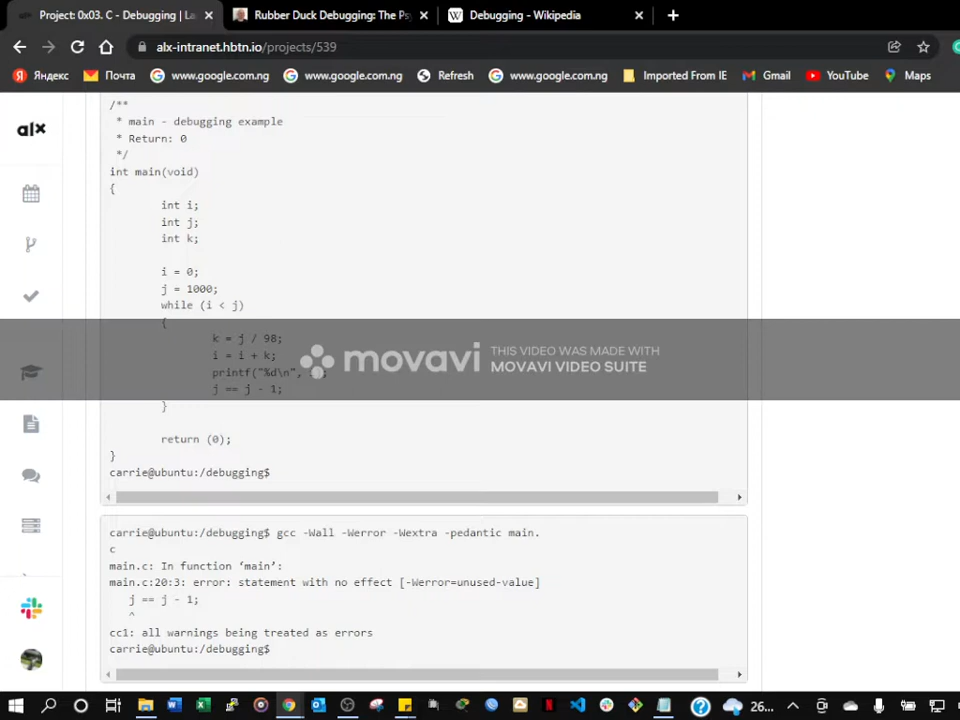 Project: 0x03. C - Debugging | La
Rubber Duck Debugging: The Ps
W Debugging - Wikipedia
alx-intranet.hbtn.io/projects/539
Яндекс Почта www.google.com.ng www.google.com.ng Refresh www.google.com.ng Imported From IE Gmail YouTube Maps
alx
/**
* main - debugging example
* Return: 0
*/
int main(void)
{
int i;
int j;
int k;
i = 0;
j = 1000;
while (i < j)
{
k = j / 98;
i = i + k;
printf("%d\n",
j == j - 1;
}
return (0);
}
carrie@ubuntu:/debugging$
movavi
THIS VIDEO WAS MADE WITH
MOVAVI VIDEO SUITE
carrie@ubuntu:/debugging$ gcc -Wall -Werror -Wextra -pedantic main.
c
main.c: In function ‘main’:
main.c:20:3: error: statement with no effect [-Werror=unused-value]
j == j - 1;
^
cc1: all warnings being treated as errors
carrie@ubuntu:/debugging$
26...